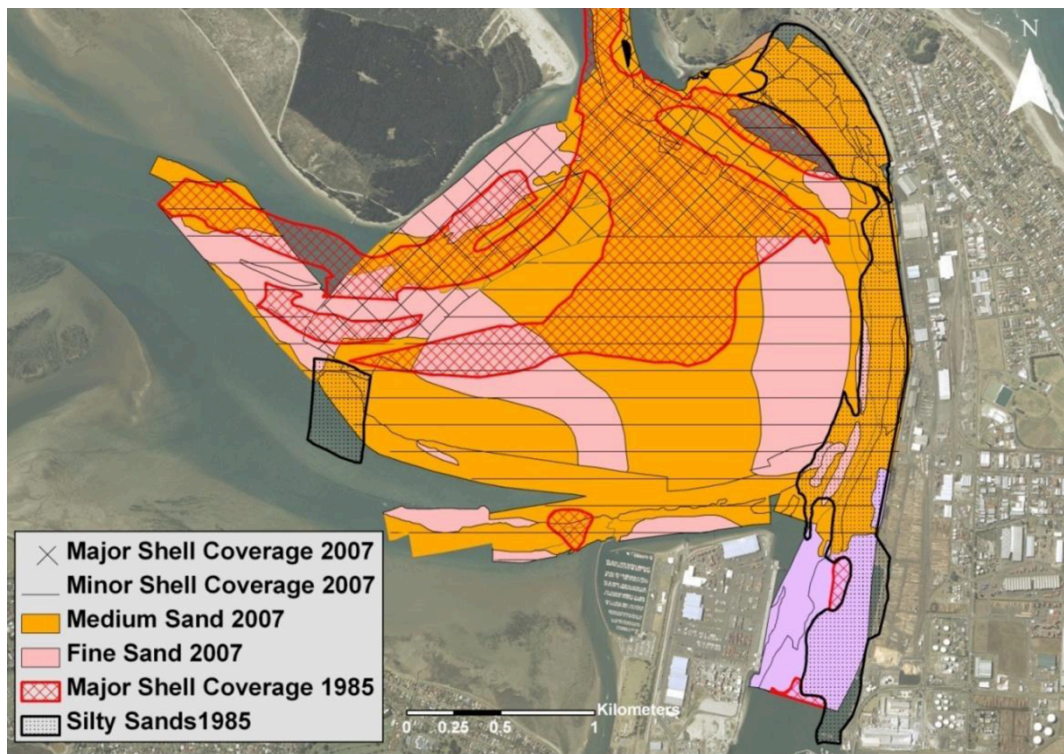 N
Major Shell Coverage 2007
Minor Shell Coverage 2007
Medium Sand 2007
Fine Sand 2007
Major Shell Coverage 1985
Silty Sands1985
Kilometers
0 0.25 0.5 1